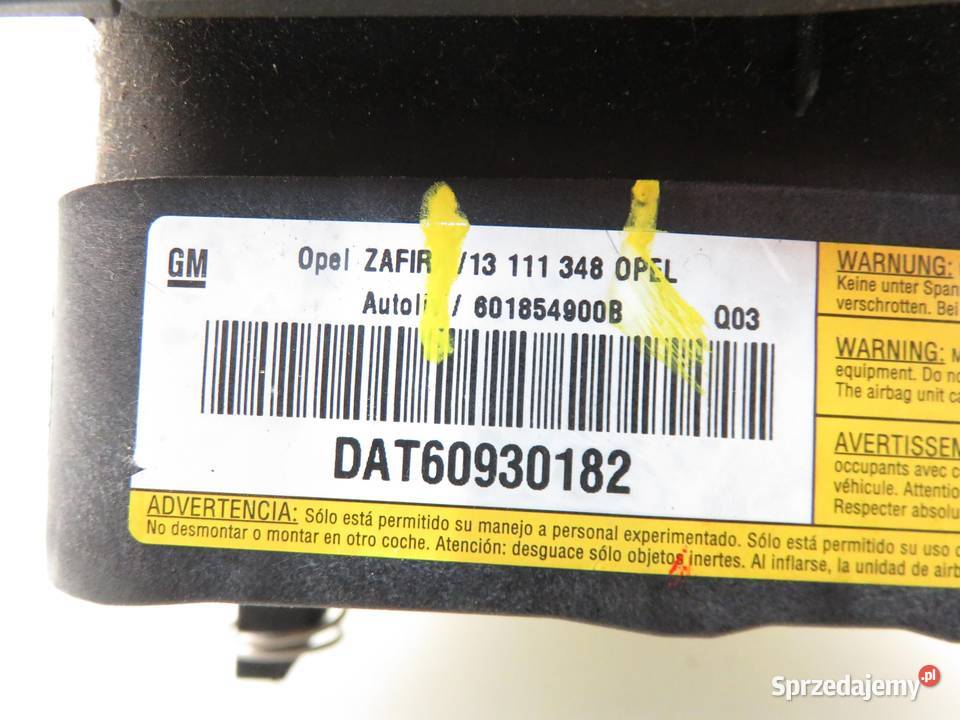 GM
Opel ZAFIR /13 111 348 OPEL
Autoli / 601854900B Q03
DAT60930182
ADVERTENCIA: Sólo está permitido su manejo a personal experimentado. Sólo está permitido su uso
No desmontar o montar en otro coche. Atención: desguace sólo objetos inertes. Al inflarse, la unidad de airb
WARNUNG:
Keine unter Span
verschrotten. Bei
WARNING:
equipment. Do no
The airbag unit ca
AVERTISSEM
occupants avec c
véhicule. Attentio
Respecter absolu
Sprzedajemy.pl